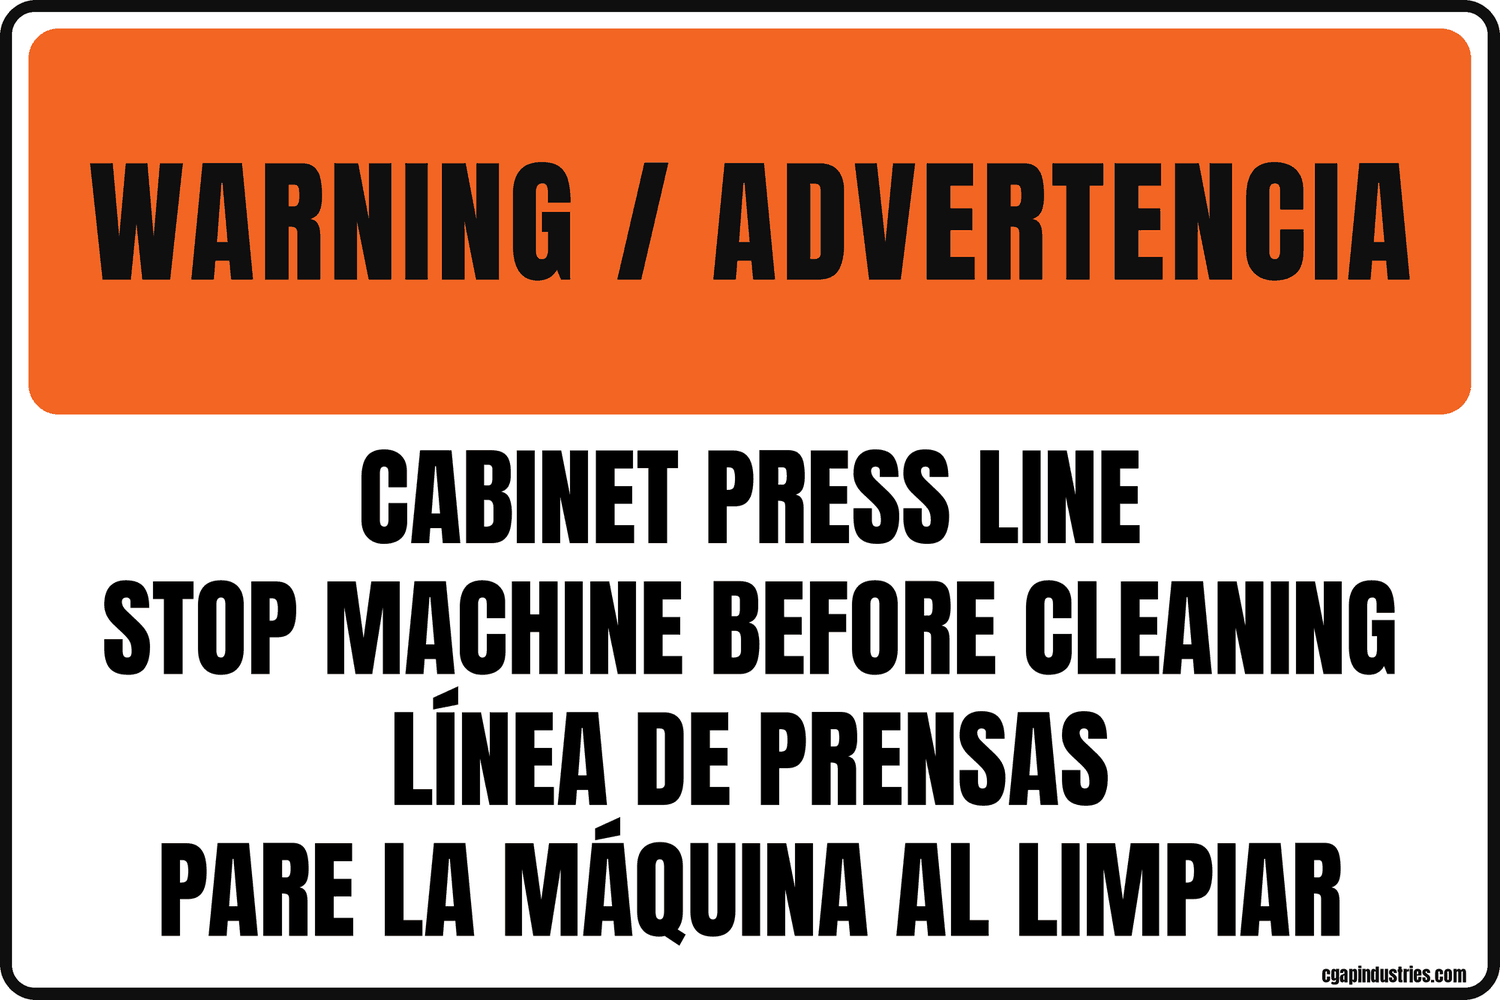 WARNING / ADVERTENCIA
CABINET PRESS LINE
STOP MACHINE BEFORE CLEANING
LÍNEA DE PRENSAS
PARE LA MÁQUINA AL LIMPIAR
cgapindustries.com